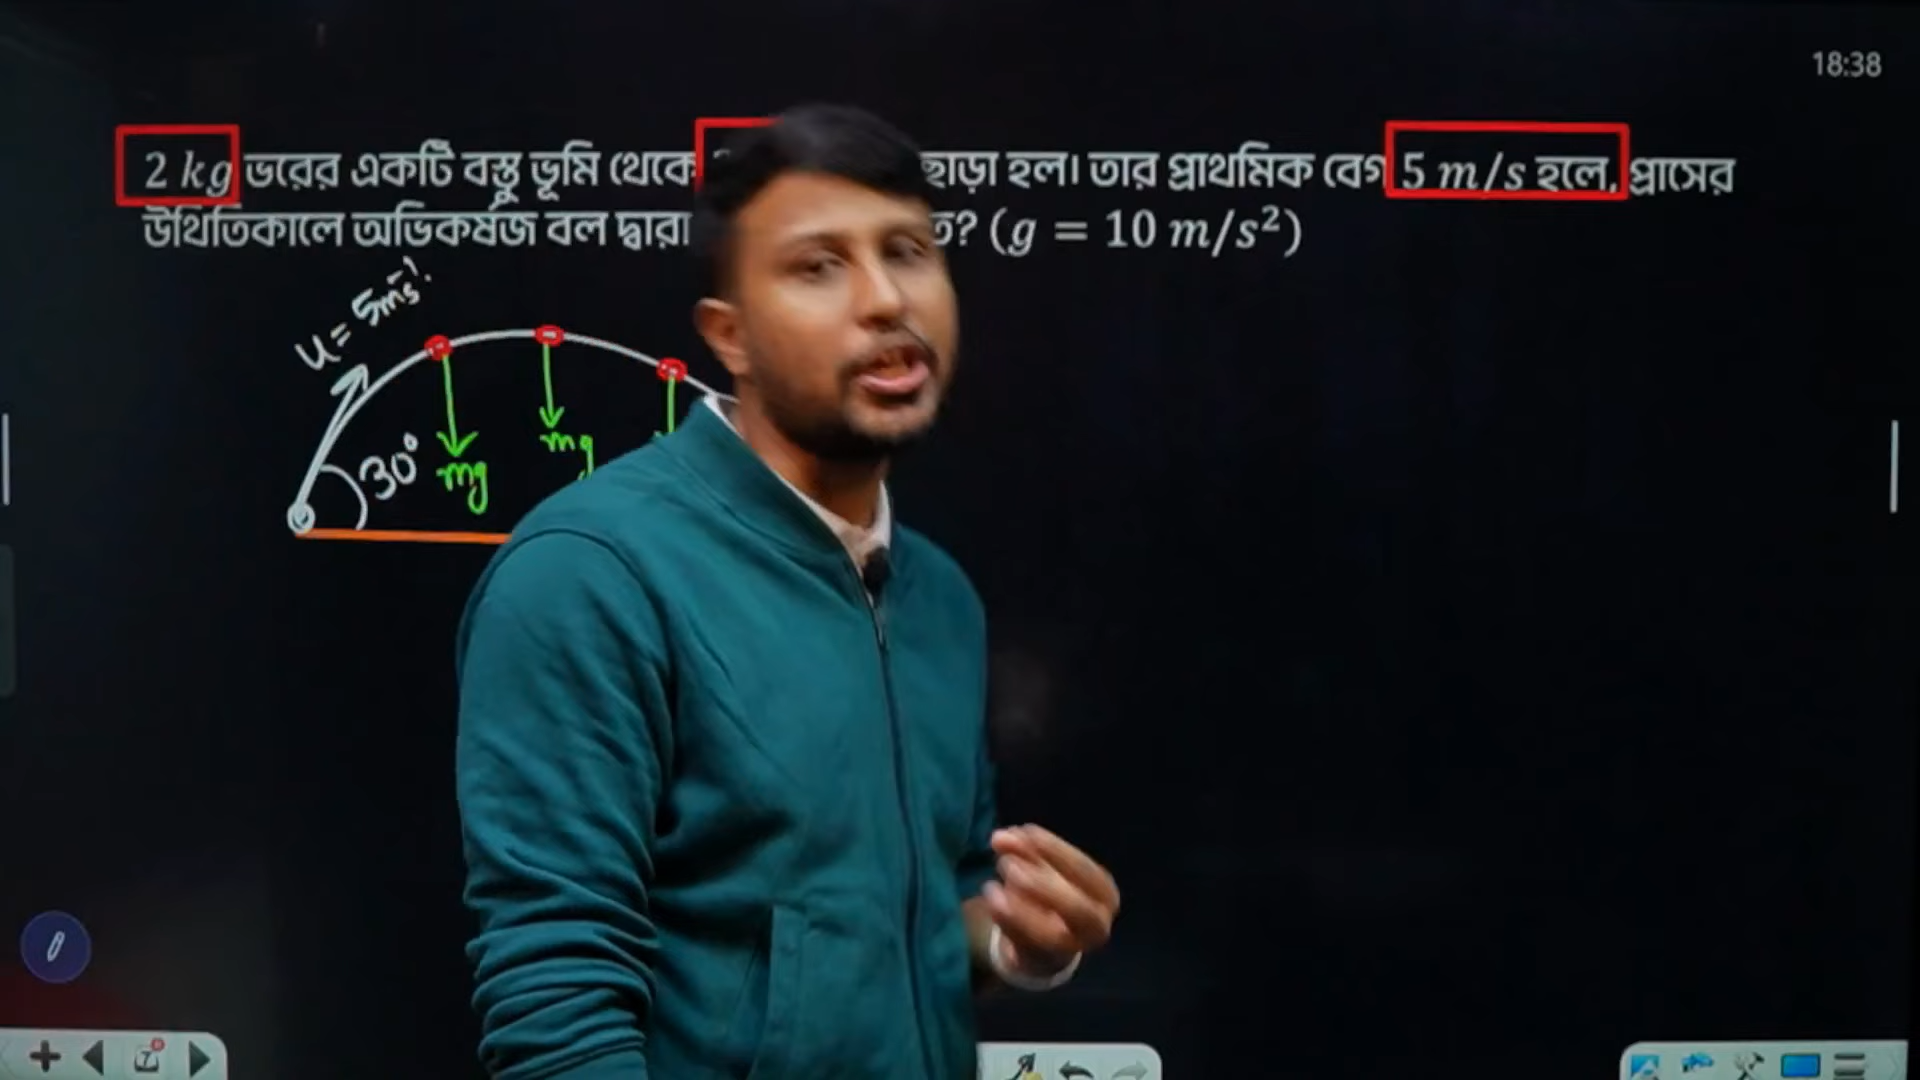 18:38
2 kg ভরের একটি বস্তু ভূমি থেকে ছাড়া হল। তার প্রাথমিক বেগ 5 m/s হলে, প্রাসের
উত্থিতিকালে অভিকর্ষজ বল দ্বারা ত? (g = 10 m/s²)
u = 5ms⁻¹
30°
mg
mg